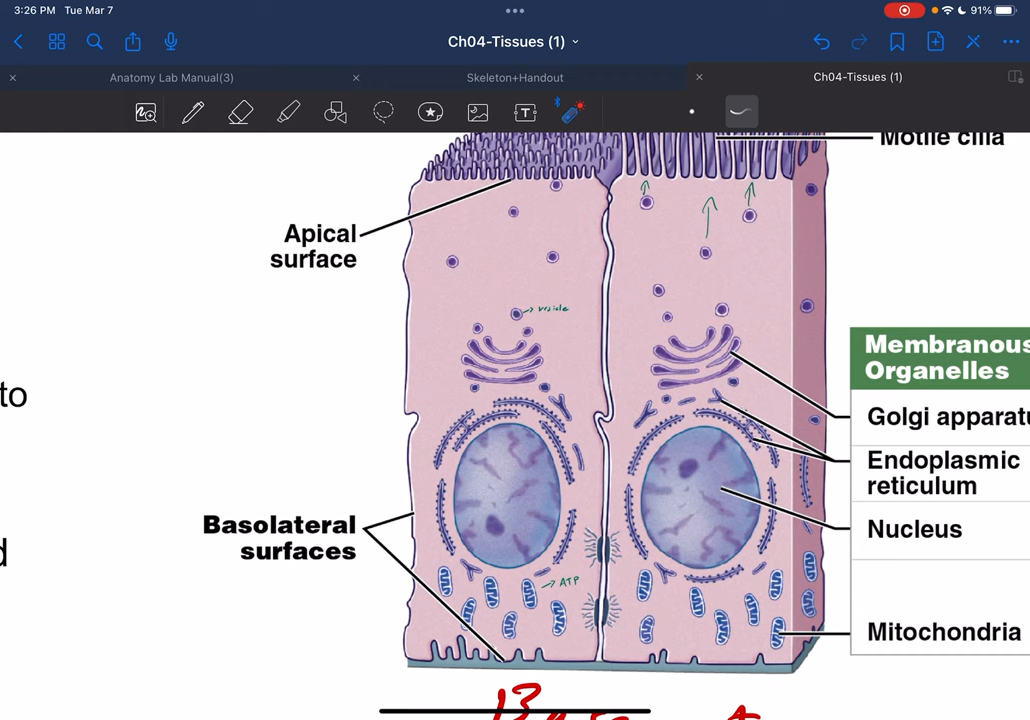 3:26 PM Tue Mar 7
91%
Ch04-Tissues (1)
Anatomy Lab Manual(3)
Skeleton+Handout
Ch04-Tissues (1)
Motile cilia
Apical
surface
→ vesicle
Membranous
Organelles
to
Golgi apparatu
Endoplasmic
reticulum
Basolateral
surfaces
Nucleus
d
→ ATP
Mitochondria